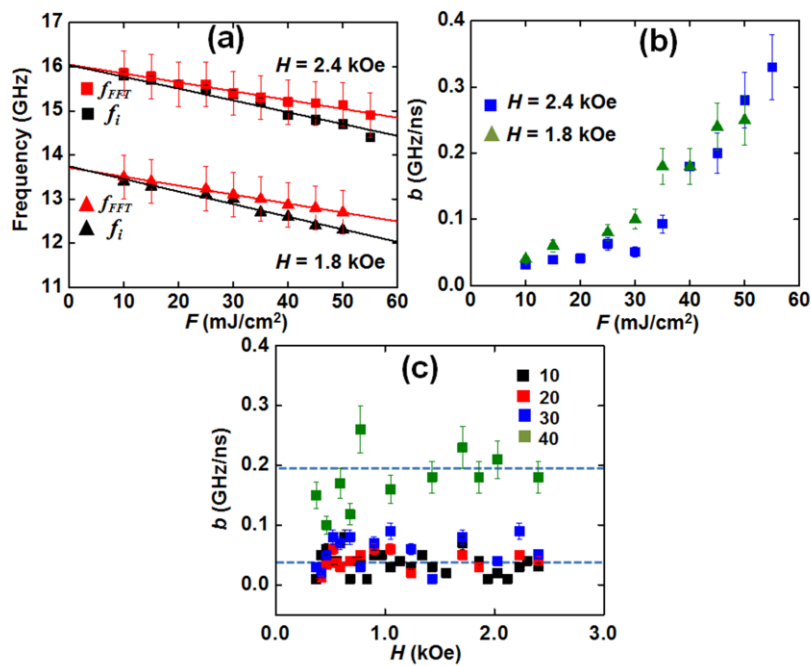 (a)
H = 2.4 kOe
f_FFT
f_i
f_FFT
f_i
H = 1.8 kOe
Frequency (GHz)
17
16
15
14
13
12
11
0 10 20 30 40 50 60
F (mJ/cm²)
(b)
H = 2.4 kOe
H = 1.8 kOe
b (GHz/ns)
0.4
0.3
0.2
0.1
0.0
0 10 20 30 40 50 60
F (mJ/cm²)
(c)
10
20
30
40
b (GHz/ns)
0.4
0.3
0.2
0.1
0.0
0.0 1.0 2.0 3.0
H (kOe)